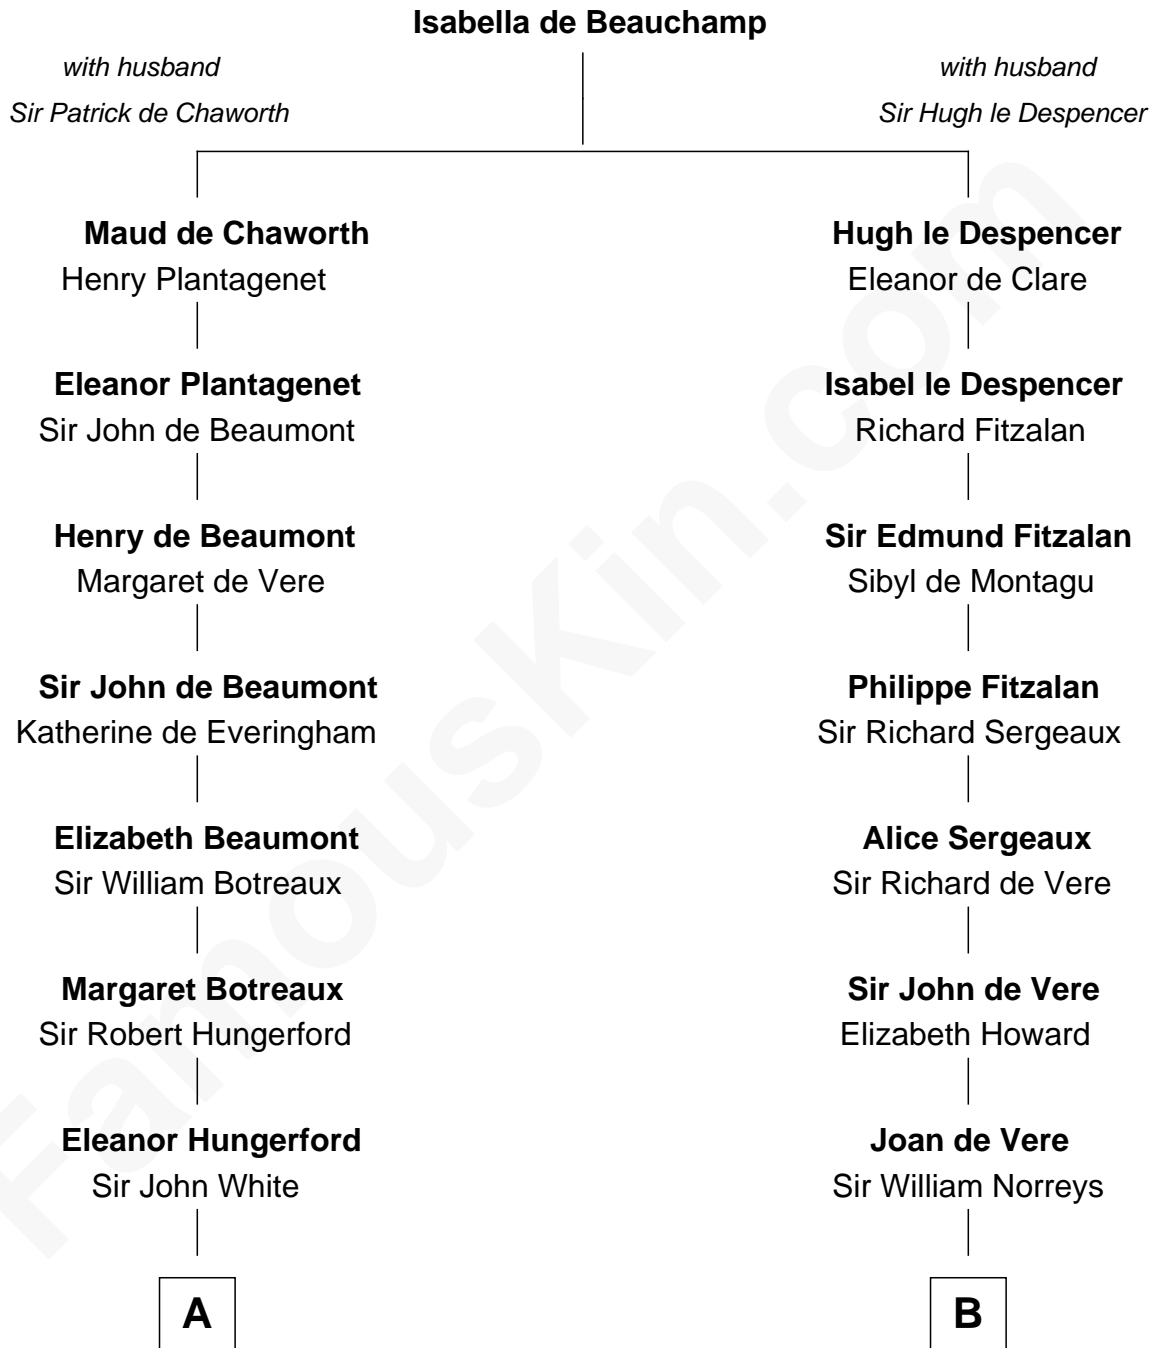 Isabella de Beauchamp
with husband
Sir Patrick de Chaworth
with husband
Sir Hugh le Despencer
Maud de Chaworth
Henry Plantagenet
Hugh le Despencer
Eleanor de Clare
Eleanor Plantagenet
Sir John de Beaumont
Isabel le Despencer
Richard Fitzalan
Henry de Beaumont
Margaret de Vere
Sir Edmund Fitzalan
Sibyl de Montagu
Sir John de Beaumont
Katherine de Everingham
Philippe Fitzalan
Sir Richard Sergeaux
Elizabeth Beaumont
Sir William Botreaux
Alice Sergeaux
Sir Richard de Vere
Margaret Botreaux
Sir Robert Hungerford
Sir John de Vere
Elizabeth Howard
Eleanor Hungerford
Sir John White
Joan de Vere
Sir William Norreys
A
B
FamousKin.com